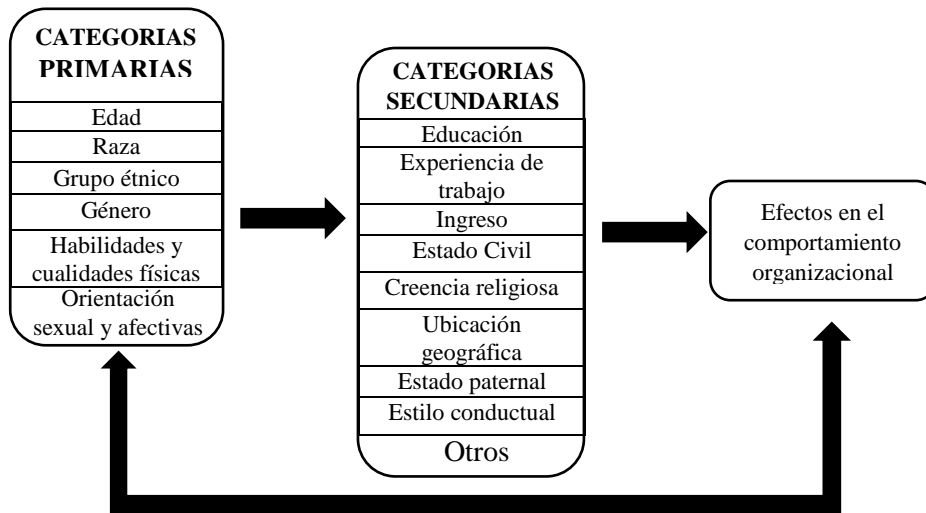 CATEGORIAS
PRIMARIAS
Edad
Raza
Grupo étnico
Género
Habilidades y
cualidades físicas
Orientación
sexual y afectivas
CATEGORIAS
SECUNDARIAS
Educación
Experiencia de
trabajo
Ingreso
Estado Civil
Creencia religiosa
Ubicación
geográfica
Estado paternal
Estilo conductual
Otros
Efectos en el
comportamiento
organizacional